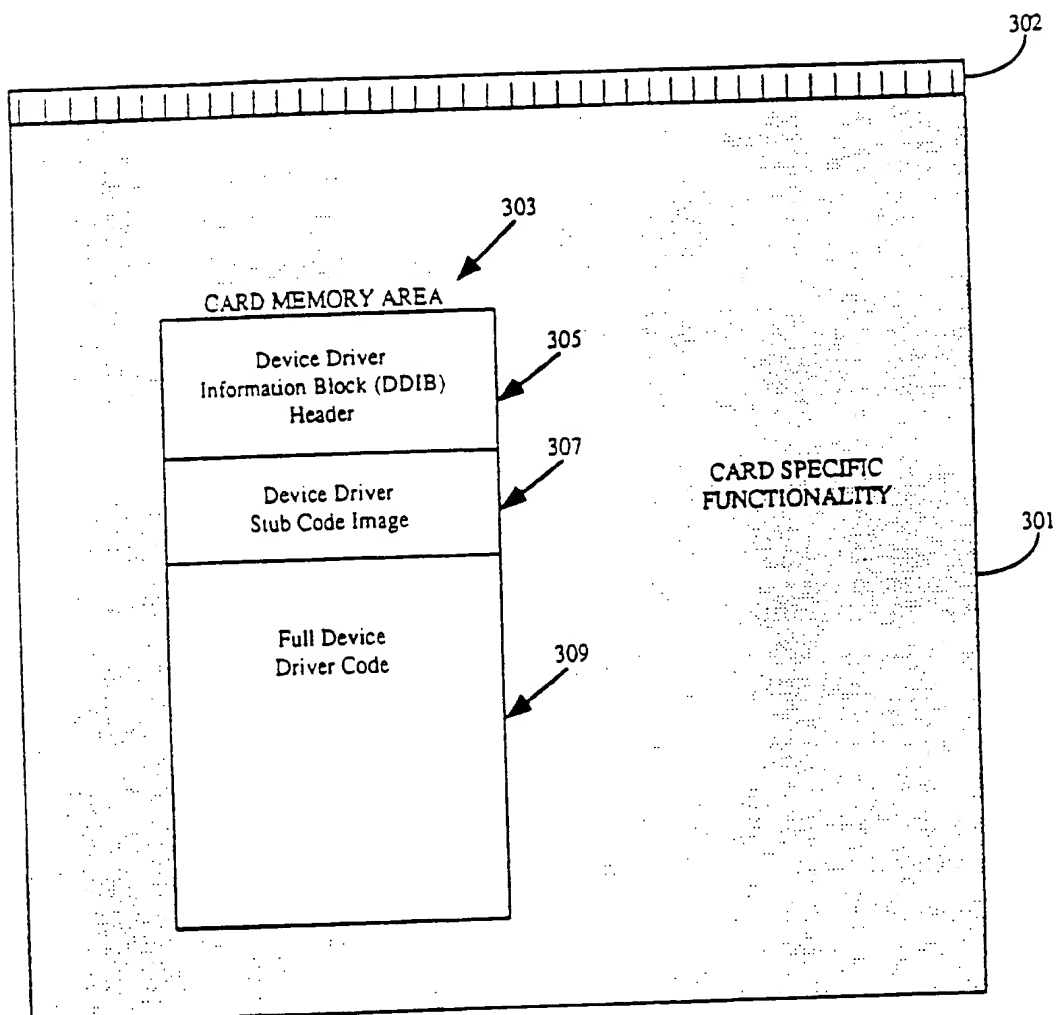 302
303
CARD MEMORY AREA
Device Driver
Information Block (DDIB)
Header
305
307
Device Driver
Stub Code Image
CARD SPECIFIC
FUNCTIONALITY
301
Full Device
Driver Code
309